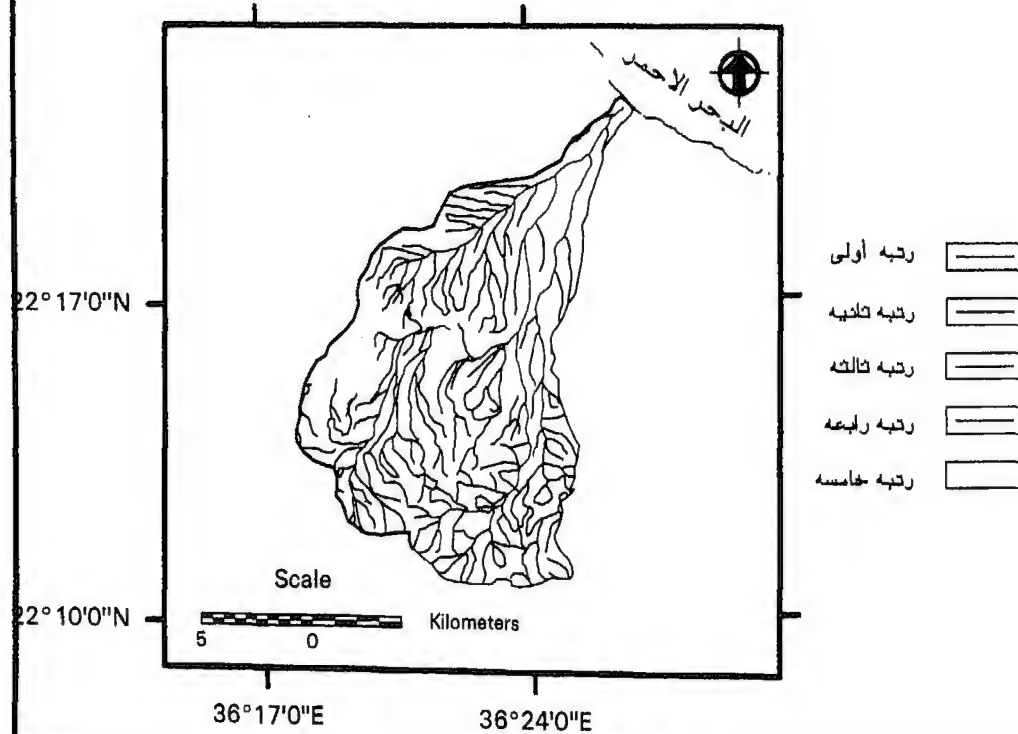 البحر الاحمر
رتبه أولى
22°17'0"N
رتبه ثانيه
رتبه ثالثه
رتبه رابعه
رتبه خامسه
Scale
22°10'0"N
Kilometers
5 0
36°17'0"E 36°24'0"E